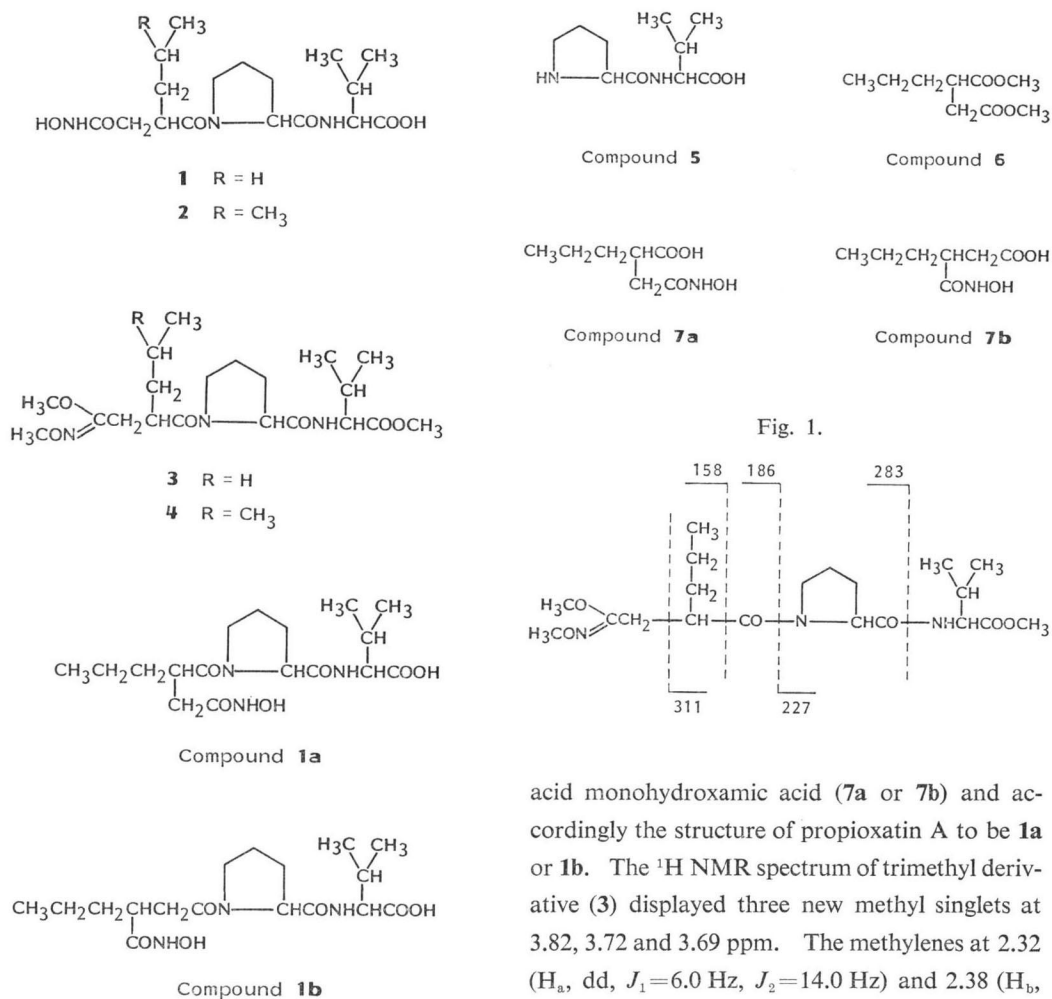 R CH3
CH
CH2
HONHCOCH2CHCON CHCONHCHCOOH
H3C CH3
CH
1 R = H
2 R = CH3
R CH3
CH
CH2
H3CO
H3CON CCH2CHCON CHCONHCHCOOCH3
H3C CH3
CH
3 R = H
4 R = CH3
H3C CH3
CH
CH3CH2CH2CHCON CHCONHCHCOOH
CH2CONHOH
Compound 1a
H3C CH3
CH
CH3CH2CH2CHCH2CON CHCONHCHCOOH
CONHOH
Compound 1b
H3C CH3
CH
HN CHCONHCHCOOH
Compound 5
CH3CH2CH2CHCOOCH3
CH2COOCH3
Compound 6
CH3CH2CH2CHCOOH
CH2CONHOH
Compound 7a
CH3CH2CH2CHCH2COOH
CONHOH
Compound 7b
Fig. 1.
158 186 283
CH3
CH2
CH2
H3C CH3
CH
H3CO
H3CON CCH2 CH CO N CHCO NHCHCOOCH3
311 227
acid monohydroxamic acid (7a or 7b) and ac-
cordingly the structure of propioxatin A to be 1a
or 1b. The 1H NMR spectrum of trimethyl deriv-
ative (3) displayed three new methyl singlets at
3.82, 3.72 and 3.69 ppm. The methylenes at 2.32
(Ha, dd, J1=6.0 Hz, J2=14.0 Hz) and 2.38 (Hb,